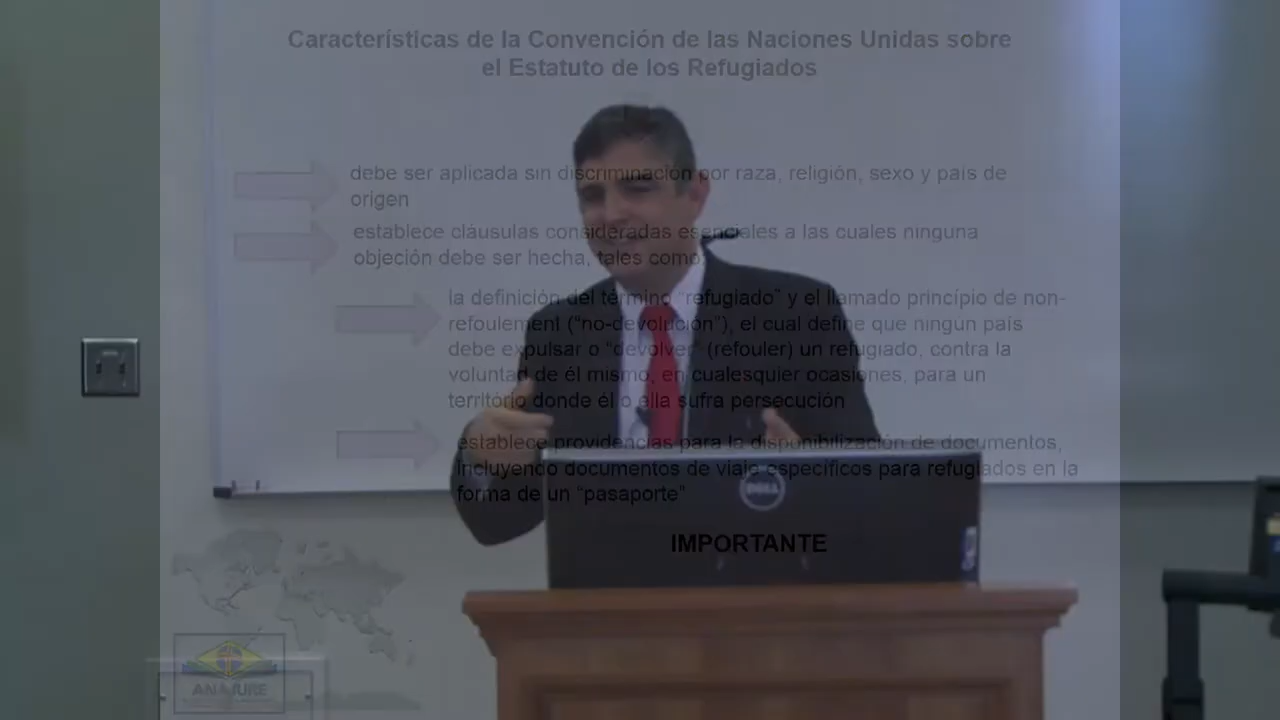 Características de la Convención de las Naciones Unidas sobre
el Estatuto de los Refugiados
debe ser aplicada sin discriminación por raza, religión, sexo y país de
origen
establece cláusulas consideradas esenciales a las cuales ninguna
objeción debe ser hecha, tales como:
la definición del término “refugiado” y el llamado princípio de non-
refoulement (“no-devolución”), el cual define que ningun país
debe expulsar o “devolver” (refouler) un refugiado, contra la
voluntad de él mismo, en cualesquier ocasiones, para un
território donde él o ella sufra persecución
establece providencias para la disponibilización de documentos,
incluyendo documentos de viaje específicos para refugiados en la
forma de un “pasaporte”
DELL
IMPORTANTE
ANAJURE